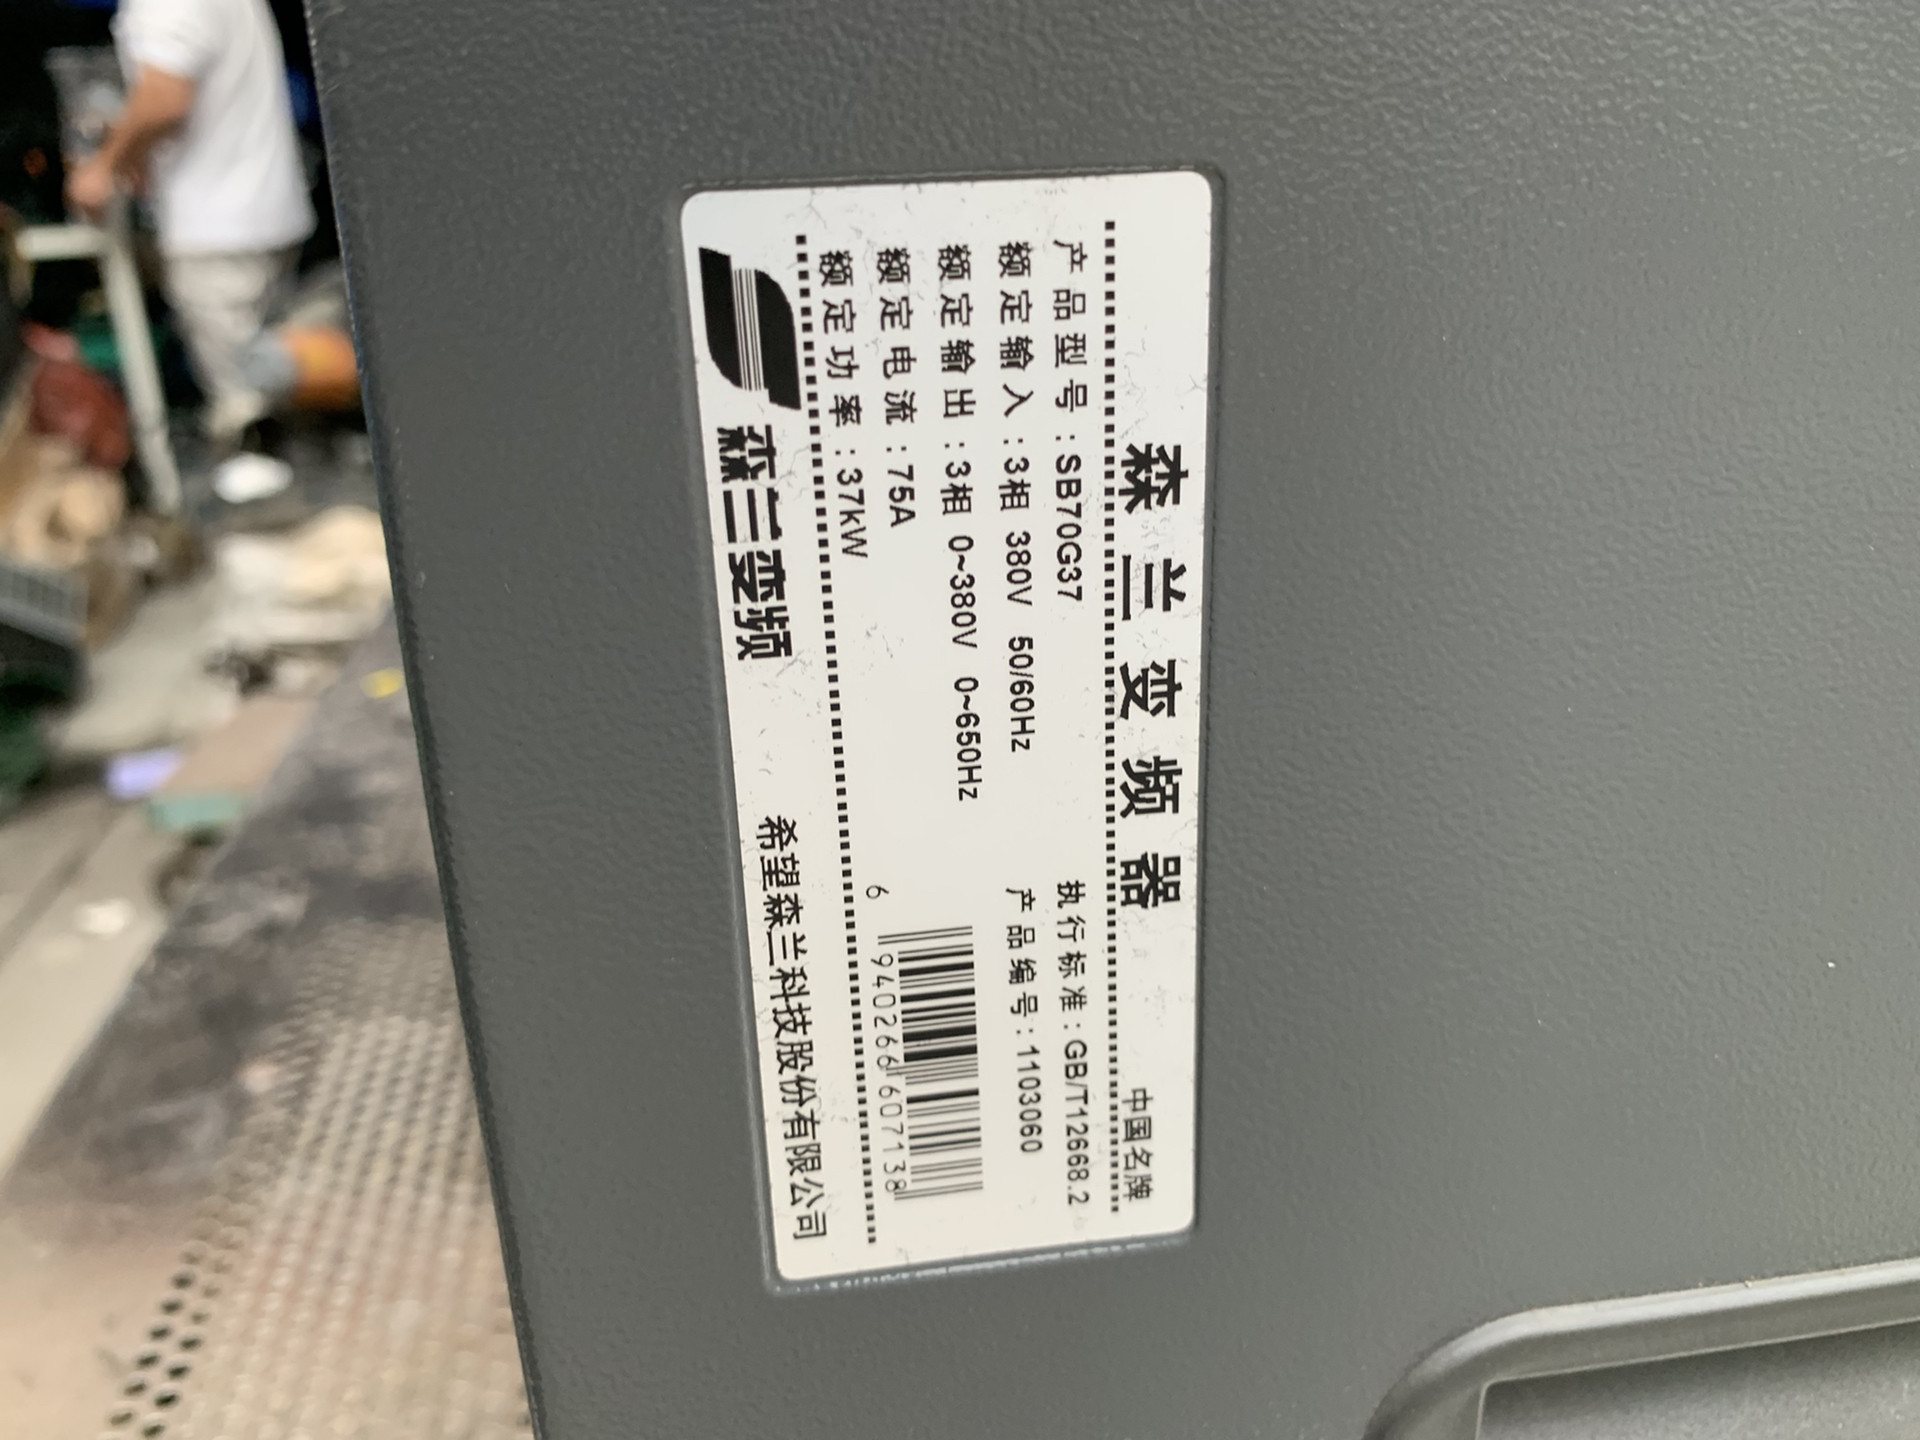 森兰变频器
中国名牌
产品型号:SB70G37
执行标准:GB/T12668.2
额定输入:3相 380V 50/60Hz
产品编号:1103060
额定输出:3相 0~380V 0~650Hz
额定电流:75A
额定功率:37kW
6 940266 607138
森兰变频
希望森兰科技股份有限公司